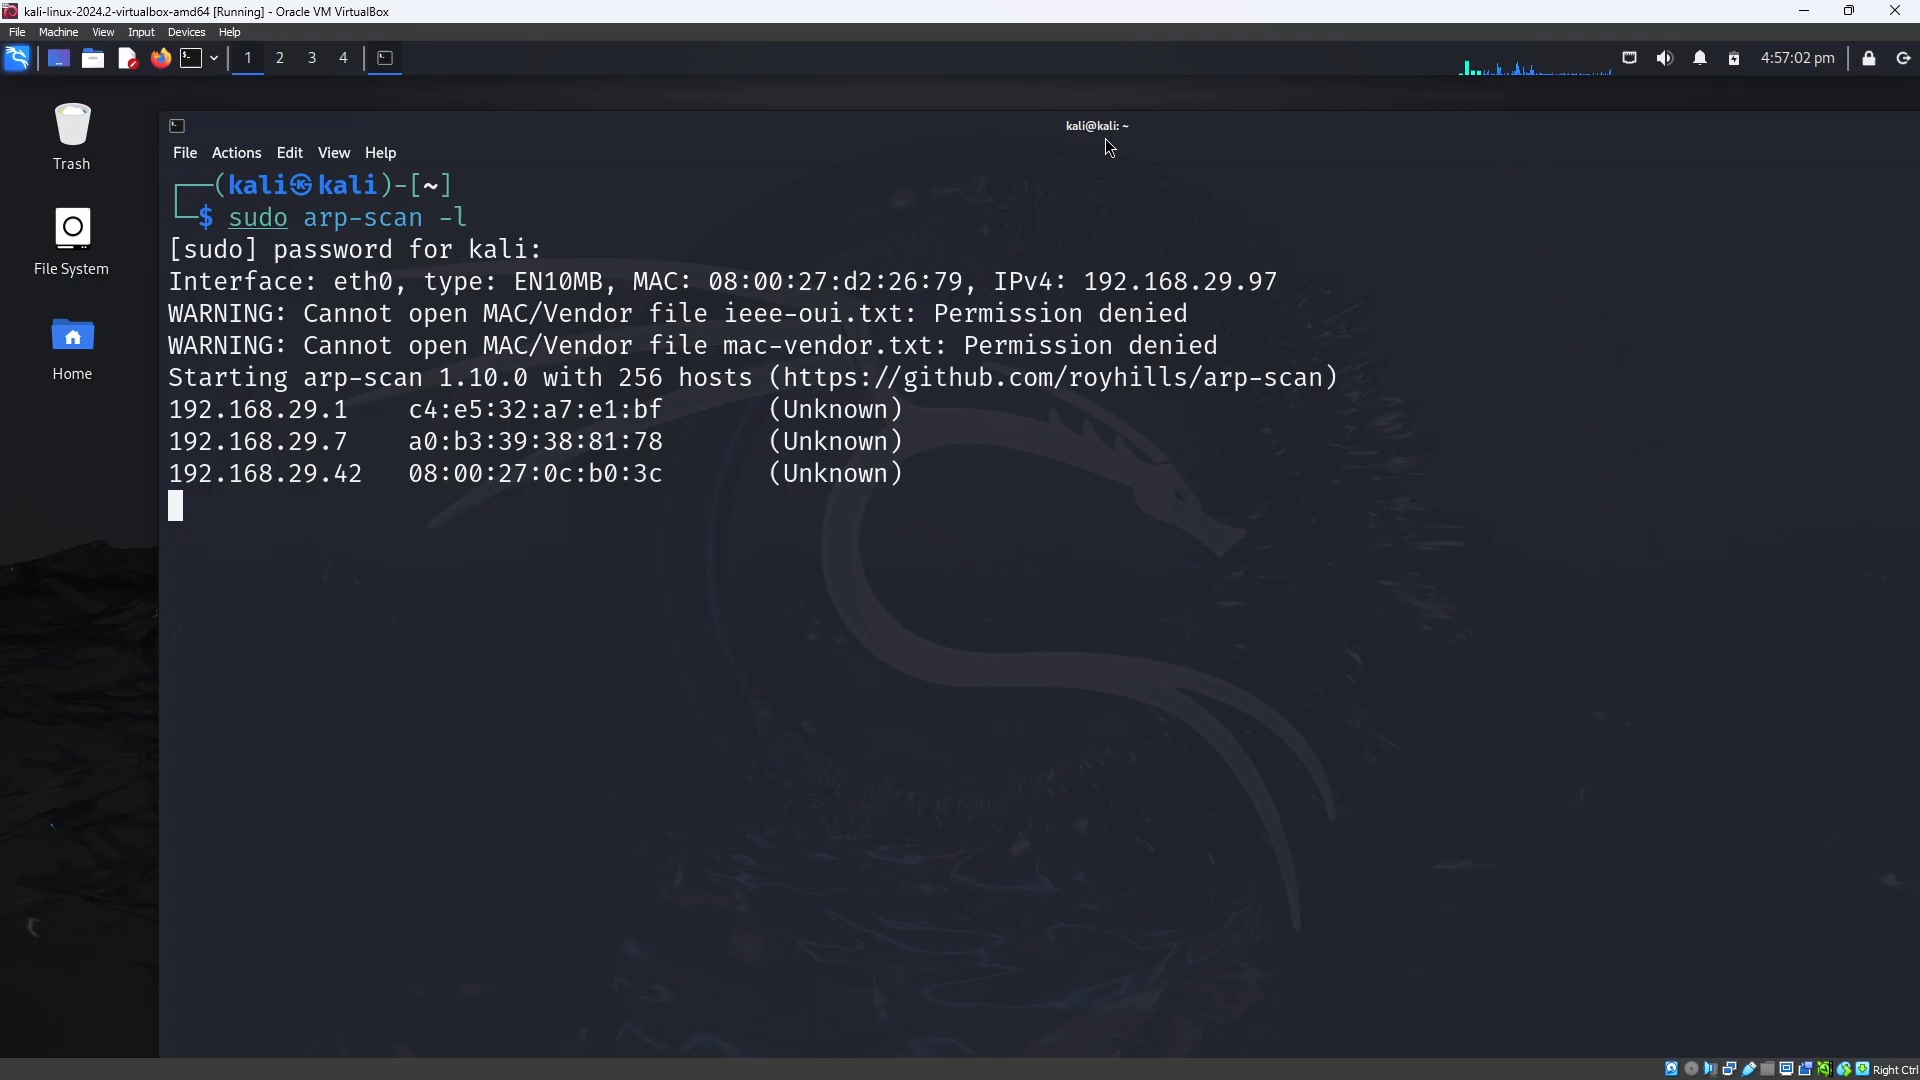 kali-linux-2024.2-virtualbox-amd64 [Running] - Oracle VM VirtualBox
File Machine View Input Devices Help
1 2 3 4 4:57:02 pm
Trash
File System
Home
kali@kali: ~
File Actions Edit View Help
┌──(kali㉿kali)-[~]
└─$ sudo arp-scan -l
[sudo] password for kali:
Interface: eth0, type: EN10MB, MAC: 08:00:27:d2:26:79, IPv4: 192.168.29.97
WARNING: Cannot open MAC/Vendor file ieee-oui.txt: Permission denied
WARNING: Cannot open MAC/Vendor file mac-vendor.txt: Permission denied
Starting arp-scan 1.10.0 with 256 hosts (https://github.com/royhills/arp-scan)
192.168.29.1 c4:e5:32:a7:e1:bf (Unknown)
192.168.29.7 a0:b3:39:38:81:78 (Unknown)
192.168.29.42 08:00:27:0c:b0:3c (Unknown)
Right Ctrl